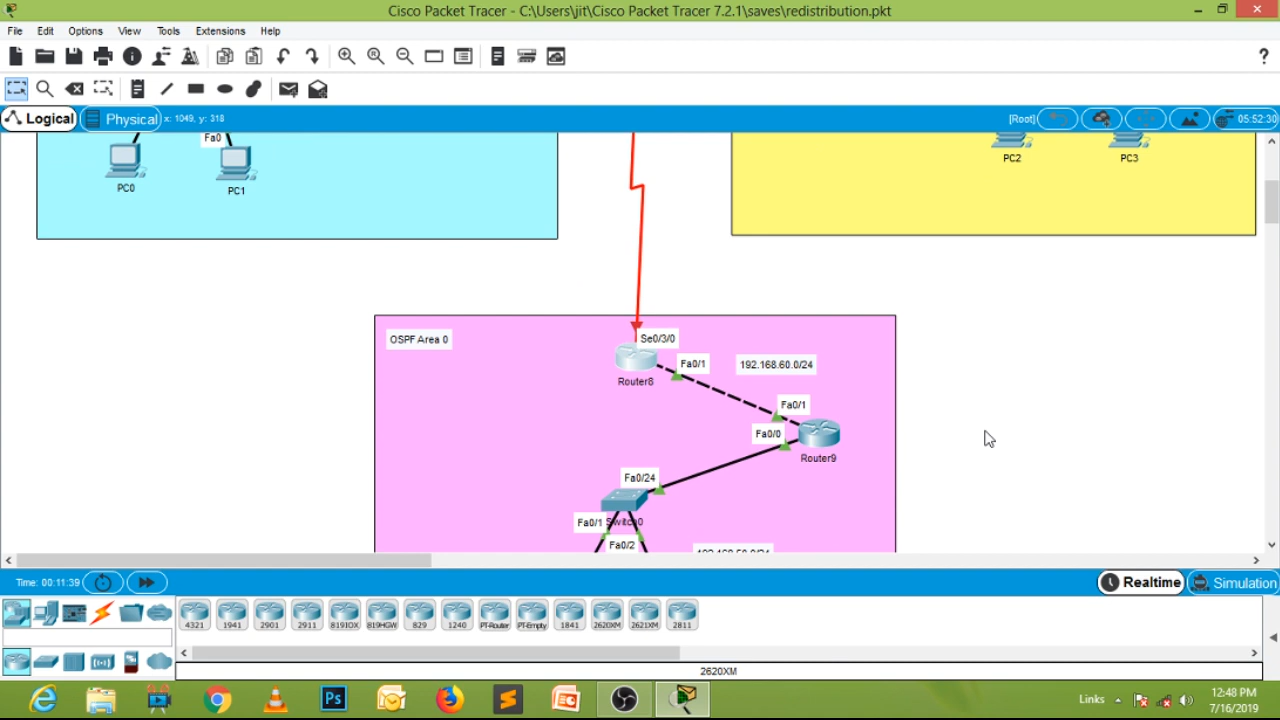 Cisco Packet Tracer - C:\Users\jit\Cisco Packet Tracer 7.2.1\saves\redistribution.pkt
File Edit Options View Tools Extensions Help
Logical Physical x: 1049, y: 318 [Root] 05:52:30
Fa0
PC0
PC1
PC2
PC3
OSPF Area 0
Se0/3/0
Router8
Fa0/1
192.168.60.0/24
Fa0/1
Fa0/0
Router9
Fa0/24
Fa0/1
Switch0
Fa0/2
Time: 00:11:39
Realtime
Simulation
4321 1941 2901 2911 819IOX 819HGW 829 1240 PT-Router PT-Empty 1841 2620XM 2621XM 2811
2620XM
Ps
Links
12:48 PM
7/16/2019